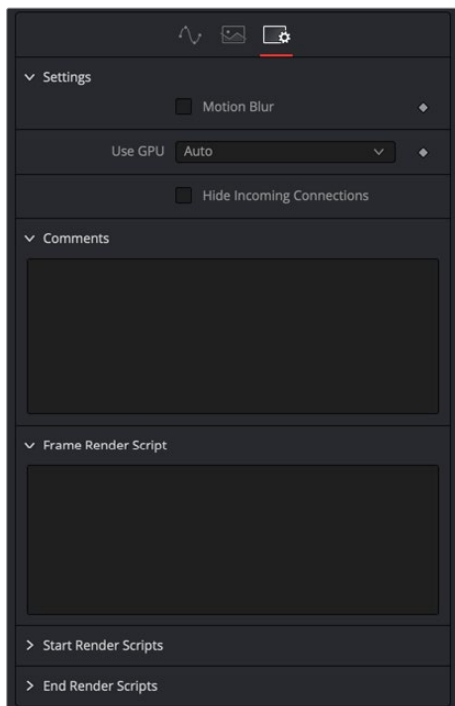 Settings
Motion Blur
Use GPU Auto
Hide Incoming Connections
Comments
Frame Render Script
Start Render Scripts
End Render Scripts